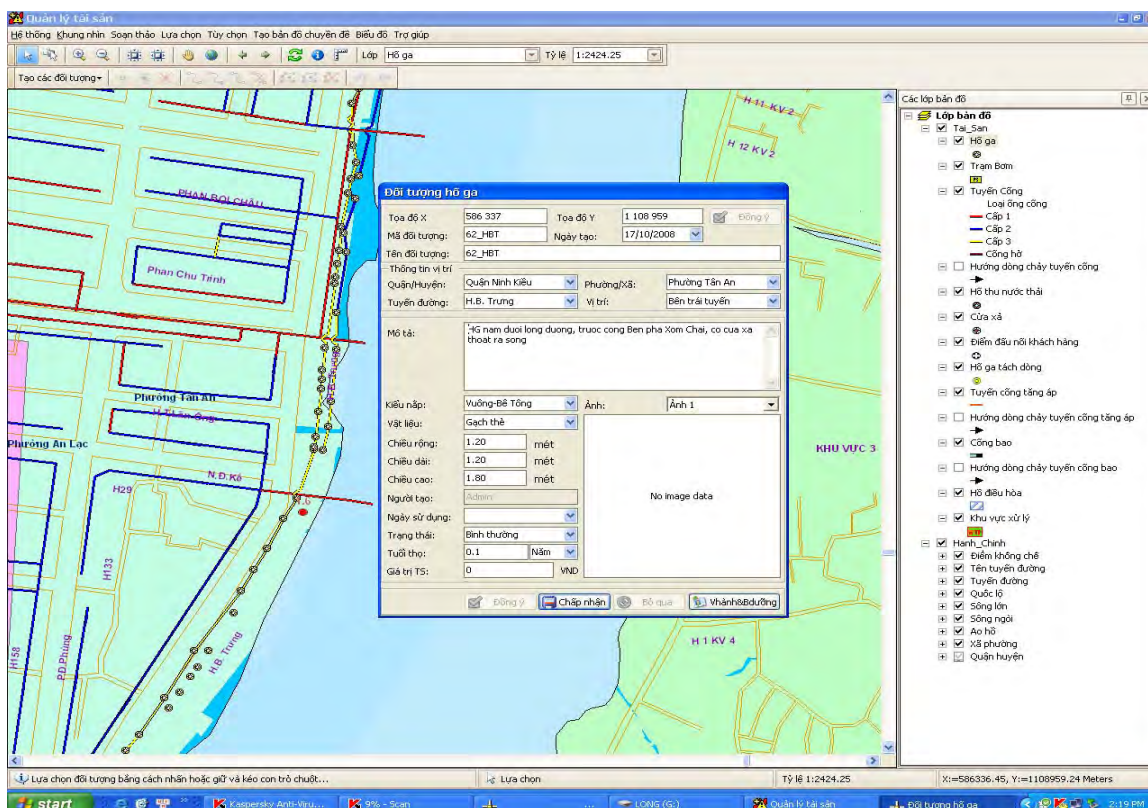 Quản lý tài sản
Hệ thống Khung nhìn Soạn thảo Lựa chọn Tùy chọn Tạo bản đồ chuyên đề Biểu đồ Trợ giúp
Lớp Hố ga Tỷ lệ 1:2424.25
Tạo các đối tượng
H 11 KV 2
H 12 KV 2
PHAN BỘI CHÂU
Phan Chu Trinh
Phường Tân An
H.T.Lãn Ông
Phường An Lạc
N.D.Kế
H29
H133
H158
P.D.Phùng
H.B. Trưng
H.B. Trưng
KHU VỰC 3
H 1 KV 4
Đối tượng hố ga
Tọa độ X 586 337 Tọa độ Y 1 108 959 Đồng ý
Mã đối tượng: 62_HBT Ngày tạo: 17/10/2008
Tên đối tượng: 62_HBT
Thông tin vị trí
Quận/Huyện: Quận Ninh Kiều Phường/Xã: Phường Tân An
Tuyến đường: H.B. Trưng Vị trí: Bên trái tuyến
Mô tả: HG nam duoi long duong, truoc cong Ben pha Xom Chai, co cua xa
thoat ra song
Kiểu nắp: Vuông-Bê Tông Ảnh: Ảnh 1
Vật liệu: Gạch thẻ
Chiều rộng: 1.20 mét
Chiều dài: 1.20 mét
Chiều cao: 1.80 mét
No image data
Người tạo: Admin
Ngày sử dụng:
Trạng thái: Bình thường
Tuổi thọ: 0.1 Năm
Giá trị TS: 0 VND
Đồng ý Chấp nhận Bỏ qua Vhành&Bdưỡng
Các lớp bản đồ
Lớp bản đồ
Tai_San
Hố ga
Trạm Bơm
Tuyến Cống
Loại ống cống
Cấp 1
Cấp 2
Cấp 3
Cống hở
Hướng dòng chảy tuyến cống
Hố thu nước thải
Cửa xả
Điểm đấu nối khách hàng
Hố ga tách dòng
Tuyến cống tăng áp
Hướng dòng chảy tuyến cống tăng áp
Cống bao
Hướng dòng chảy tuyến cống bao
Hồ điều hòa
Khu vực xử lý
Hanh_Chinh
Điểm khống chế
Tên tuyến đường
Tuyến đường
Quốc lộ
Sông lớn
Sông ngòi
Ao hồ
Xã phường
Quận huyện
Lựa chọn đối tượng bằng cách nhấn hoặc giữ và kéo con trỏ chuột... Lựa chọn Tỷ lệ 1:2424.25 X:=586336.45, Y:=1108959.24 Meters
start Kaspersky Anti-Viru... 9% - Scan ... LONG (G:) Quản lý tài sản Đối tượng hố ga 2:19 PM